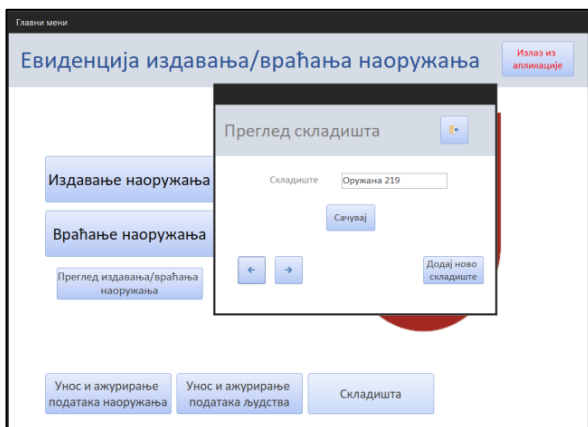 Главни мени
Евиденција издавања/враћања наоружања
Излаз из
апликације
Преглед складишта
Складиште
Оружана 219
Сачувај
Додај ново
складиште
Издавање наоружања
Враћање наоружања
Преглед издавања/враћања
наоружања
Унос и ажурирање
података наоружања
Унос и ажурирање
података људства
Складишта